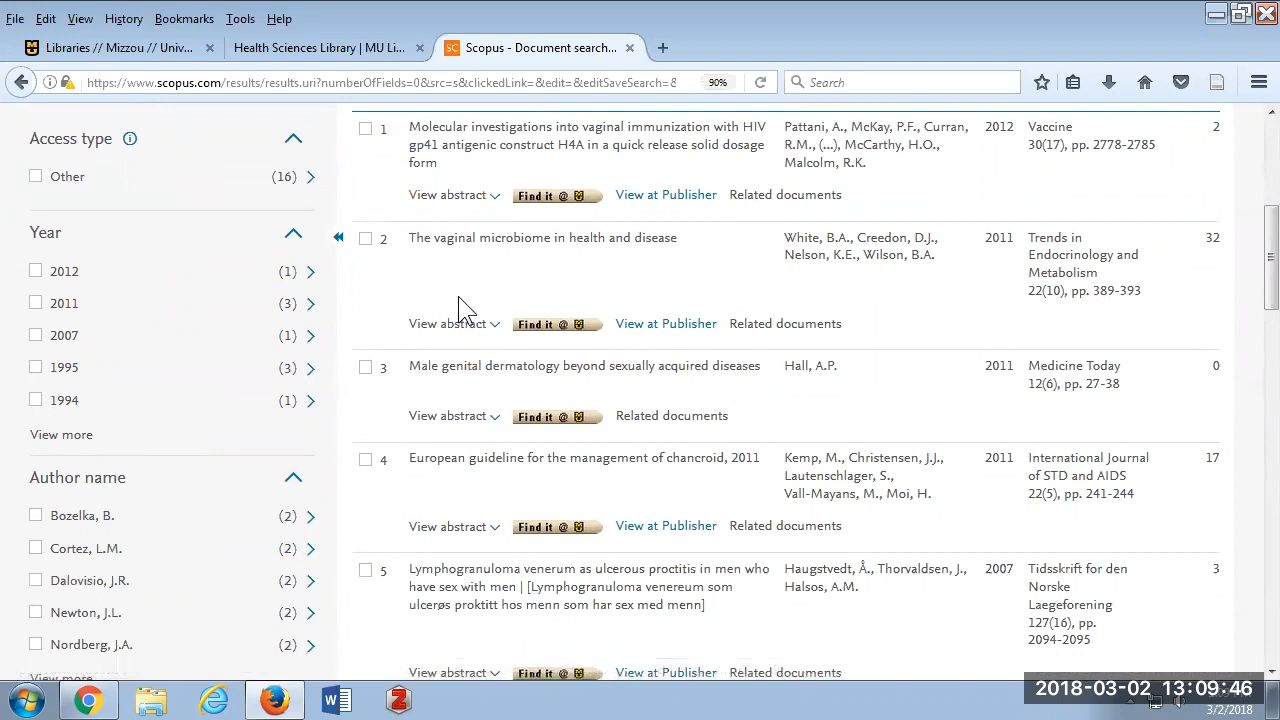 File Edit View History Bookmarks Tools Help
Libraries // Mizzou // Univ... Health Sciences Library | MU Li... SC Scopus - Document search...
https://www.scopus.com/results/results.uri?numberOfFields=0&src=s&clickedLink=&edit=&editSaveSearch=& 90% Search
Access type
Other (16)
Year
2012 (1)
2011 (3)
2007 (1)
1995 (3)
1994 (1)
View more
Author name
Bozelka, B. (2)
Cortez, L.M. (2)
Dalovisio, J.R. (2)
Newton, J.L. (2)
Nordberg, J.A. (2)
View more
1 Molecular investigations into vaginal immunization with HIV Pattani, A., McKay, P.F., Curran, 2012 Vaccine 2
gp41 antigenic construct H4A in a quick release solid dosage R.M., (...), McCarthy, H.O., 30(17), pp. 2778-2785
form Malcolm, R.K.
View abstract Find it @ View at Publisher Related documents
2 The vaginal microbiome in health and disease White, B.A., Creedon, D.J., 2011 Trends in 32
Nelson, K.E., Wilson, B.A. Endocrinology and
Metabolism
22(10), pp. 389-393
View abstract Find it @ View at Publisher Related documents
3 Male genital dermatology beyond sexually acquired diseases Hall, A.P. 2011 Medicine Today 0
12(6), pp. 27-38
View abstract Find it @ Related documents
4 European guideline for the management of chancroid, 2011 Kemp, M., Christensen, J.J., 2011 International Journal 17
Lautenschlager, S., of STD and AIDS
Vall-Mayans, M., Moi, H. 22(5), pp. 241-244
View abstract Find it @ View at Publisher Related documents
5 Lymphogranuloma venerum as ulcerous proctitis in men who Haugstvedt, Å., Thorvaldsen, J., 2007 Tidsskrift for den 3
have sex with men | [Lymphogranuloma venereum som Halsos, A.M. Norske
ulcerøs proktitt hos menn som har sex med menn] Laegeforening
127(16), pp.
2094-2095
View abstract Find it @ View at Publisher Related documents
2018-03-02 13:09:46
3/2/2018